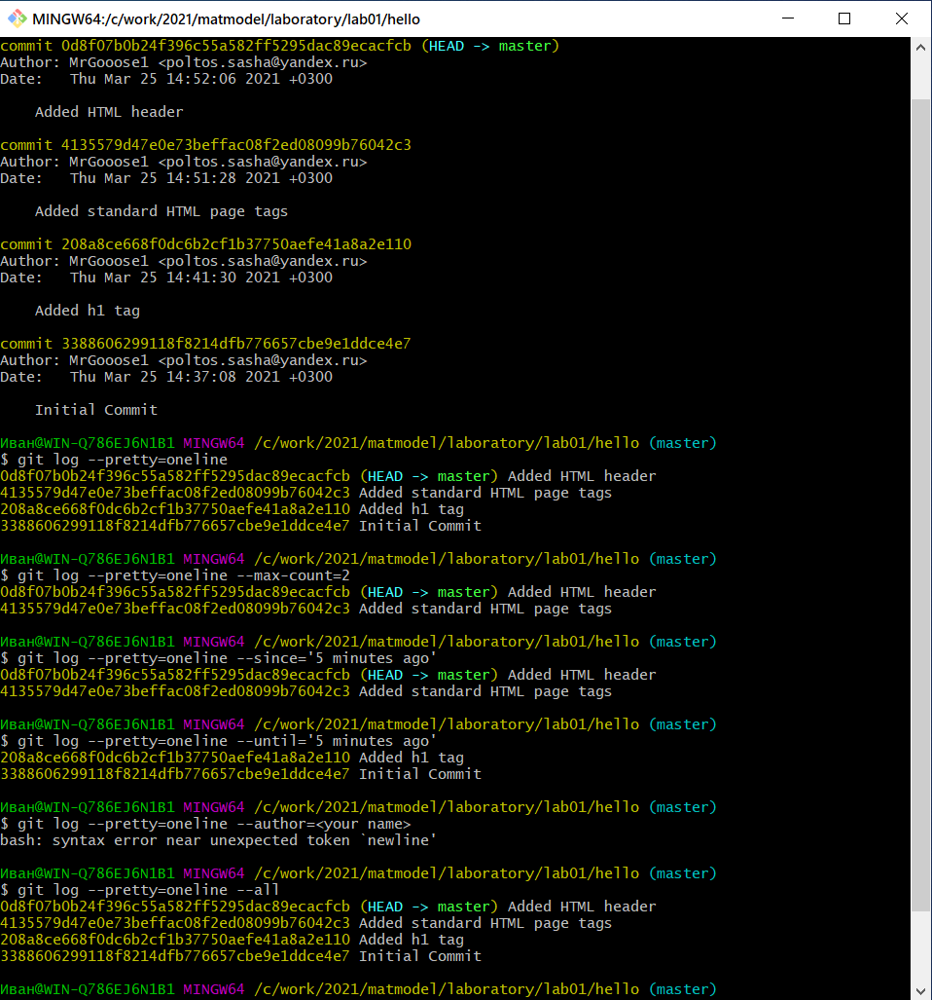 MINGW64:/c/work/2021/matmodel/laboratory/lab01/hello
commit 0d8f07b0b24f396c55a582ff5295dac89ecacfcb (HEAD -> master)
Author: MrGooose1 <poltos.sasha@yandex.ru>
Date:   Thu Mar 25 14:52:06 2021 +0300
    Added HTML header
commit 4135579d47e0e73beffac08f2ed08099b76042c3
Author: MrGooose1 <poltos.sasha@yandex.ru>
Date:   Thu Mar 25 14:51:28 2021 +0300
    Added standard HTML page tags
commit 208a8ce668f0dc6b2cf1b37750aefe41a8a2e110
Author: MrGooose1 <poltos.sasha@yandex.ru>
Date:   Thu Mar 25 14:41:30 2021 +0300
    Added h1 tag
commit 3388606299118f8214dfb776657cbe9e1ddce4e7
Author: MrGooose1 <poltos.sasha@yandex.ru>
Date:   Thu Mar 25 14:37:08 2021 +0300
    Initial Commit
Иван@WIN-Q786EJ6N1B1 MINGW64 /c/work/2021/matmodel/laboratory/lab01/hello (master)
$ git log --pretty=oneline
0d8f07b0b24f396c55a582ff5295dac89ecacfcb (HEAD -> master) Added HTML header
4135579d47e0e73beffac08f2ed08099b76042c3 Added standard HTML page tags
208a8ce668f0dc6b2cf1b37750aefe41a8a2e110 Added h1 tag
3388606299118f8214dfb776657cbe9e1ddce4e7 Initial Commit
Иван@WIN-Q786EJ6N1B1 MINGW64 /c/work/2021/matmodel/laboratory/lab01/hello (master)
$ git log --pretty=oneline --max-count=2
0d8f07b0b24f396c55a582ff5295dac89ecacfcb (HEAD -> master) Added HTML header
4135579d47e0e73beffac08f2ed08099b76042c3 Added standard HTML page tags
Иван@WIN-Q786EJ6N1B1 MINGW64 /c/work/2021/matmodel/laboratory/lab01/hello (master)
$ git log --pretty=oneline --since='5 minutes ago'
0d8f07b0b24f396c55a582ff5295dac89ecacfcb (HEAD -> master) Added HTML header
4135579d47e0e73beffac08f2ed08099b76042c3 Added standard HTML page tags
Иван@WIN-Q786EJ6N1B1 MINGW64 /c/work/2021/matmodel/laboratory/lab01/hello (master)
$ git log --pretty=oneline --until='5 minutes ago'
208a8ce668f0dc6b2cf1b37750aefe41a8a2e110 Added h1 tag
3388606299118f8214dfb776657cbe9e1ddce4e7 Initial Commit
Иван@WIN-Q786EJ6N1B1 MINGW64 /c/work/2021/matmodel/laboratory/lab01/hello (master)
$ git log --pretty=oneline --author=<your name>
bash: syntax error near unexpected token `newline'
Иван@WIN-Q786EJ6N1B1 MINGW64 /c/work/2021/matmodel/laboratory/lab01/hello (master)
$ git log --pretty=oneline --all
0d8f07b0b24f396c55a582ff5295dac89ecacfcb (HEAD -> master) Added HTML header
4135579d47e0e73beffac08f2ed08099b76042c3 Added standard HTML page tags
208a8ce668f0dc6b2cf1b37750aefe41a8a2e110 Added h1 tag
3388606299118f8214dfb776657cbe9e1ddce4e7 Initial Commit
Иван@WIN-Q786EJ6N1B1 MINGW64 /c/work/2021/matmodel/laboratory/lab01/hello (master)